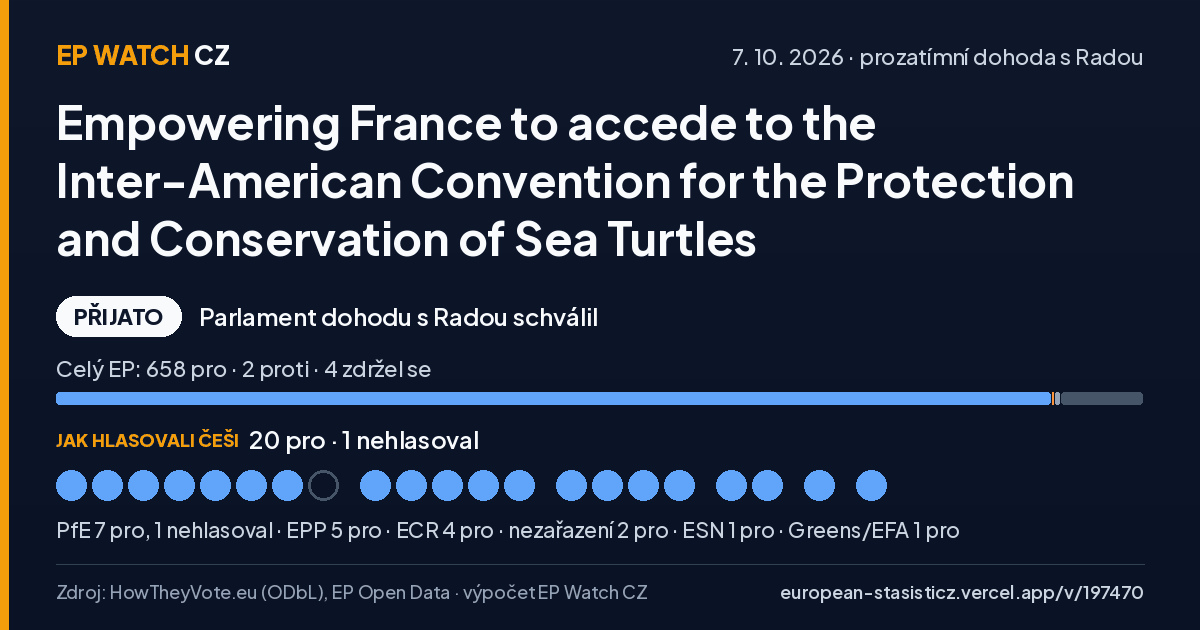 EP WATCH CZ
7. 10. 2026 · prozatímní dohoda s Radou
Empowering France to accede to the
Inter-American Convention for the Protection
and Conservation of Sea Turtles
PŘIJATO
Parlament dohodu s Radou schválil
Celý EP: 658 pro · 2 proti · 4 zdržel se
JAK HLASOVALI ČEŠI 20 pro · 1 nehlasoval
PfE 7 pro, 1 nehlasoval · EPP 5 pro · ECR 4 pro · nezařazení 2 pro · ESN 1 pro · Greens/EFA 1 pro
Zdroj: HowTheyVote.eu (ODbL), EP Open Data · výpočet EP Watch CZ
european-stasisticz.vercel.app/v/197470